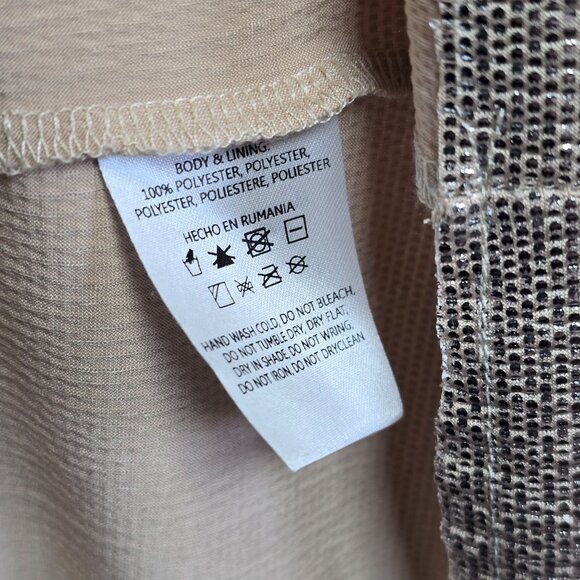 BODY & LINING:
100% POLYESTER, POLYESTER,
POLYESTER, POLIESTERE, POLIESTER
HECHO EN RUMANIA
HAND WASH COLD, DO NOT BLEACH,
DO NOT TUMBLE DRY, DRY FLAT,
DRY IN SHADE, DO NOT WRING,
DO NOT IRON, DO NOT DRYCLEAN